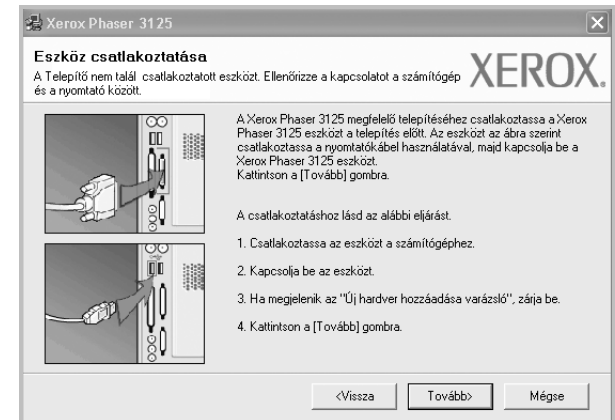 Xerox Phaser 3125
Eszköz csatlakoztatása
A Telepítő nem talál csatlakoztatott eszközt. Ellenőrizze a kapcsolatot a számítógép
és a nyomtató között.
XEROX.
A Xerox Phaser 3125 megfelelő telepítéséhez csatlakoztassa a Xerox
Phaser 3125 eszközt a telepítés előtt. Az eszközt az ábra szerint
csatlakoztassa a nyomtatókábel használatával, majd kapcsolja be a
Xerox Phaser 3125 eszközt.
Kattintson a [Tovább] gombra.
A csatlakoztatáshoz lásd az alábbi eljárást.
1. Csatlakoztassa az eszközt a számítógéphez.
2. Kapcsolja be az eszközt.
3. Ha megjelenik az "Új hardver hozzáadása varázsló", zárja be.
4. Kattintson a [Tovább] gombra.
<Vissza
Tovább>
Mégse